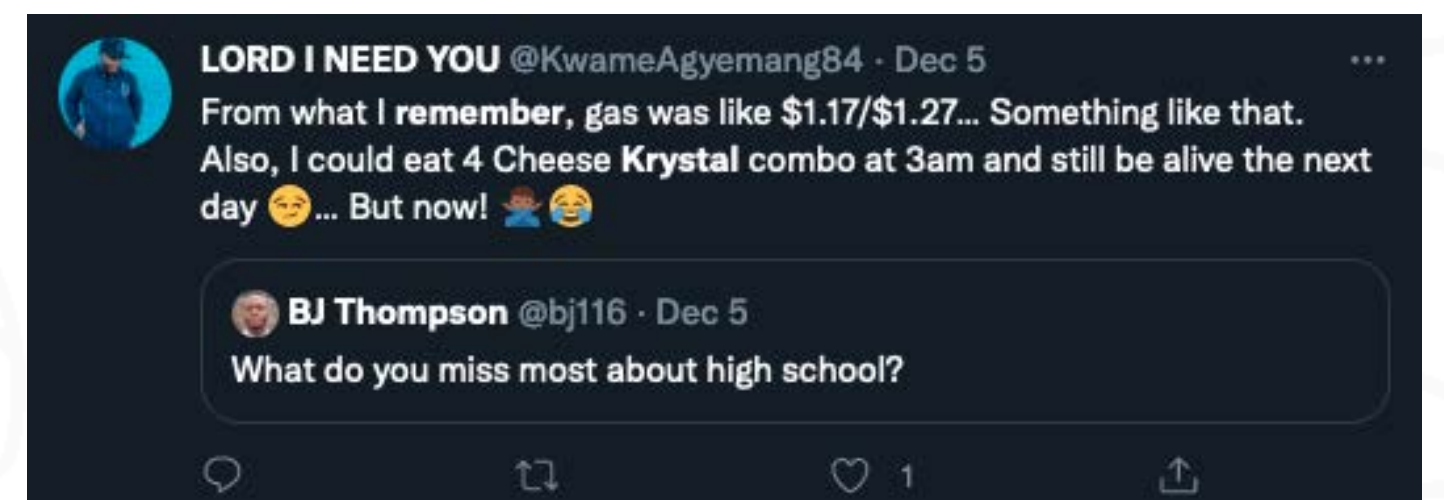 LORD I NEED YOU @KwameAgyemang84 · Dec 5
From what I remember, gas was like $1.17/$1.27... Something like that.
Also, I could eat 4 Cheese Krystal combo at 3am and still be alive the next
day 😏... But now! 🙅🏾‍♂️😂
BJ Thompson @bj116 · Dec 5
What do you miss most about high school?
1